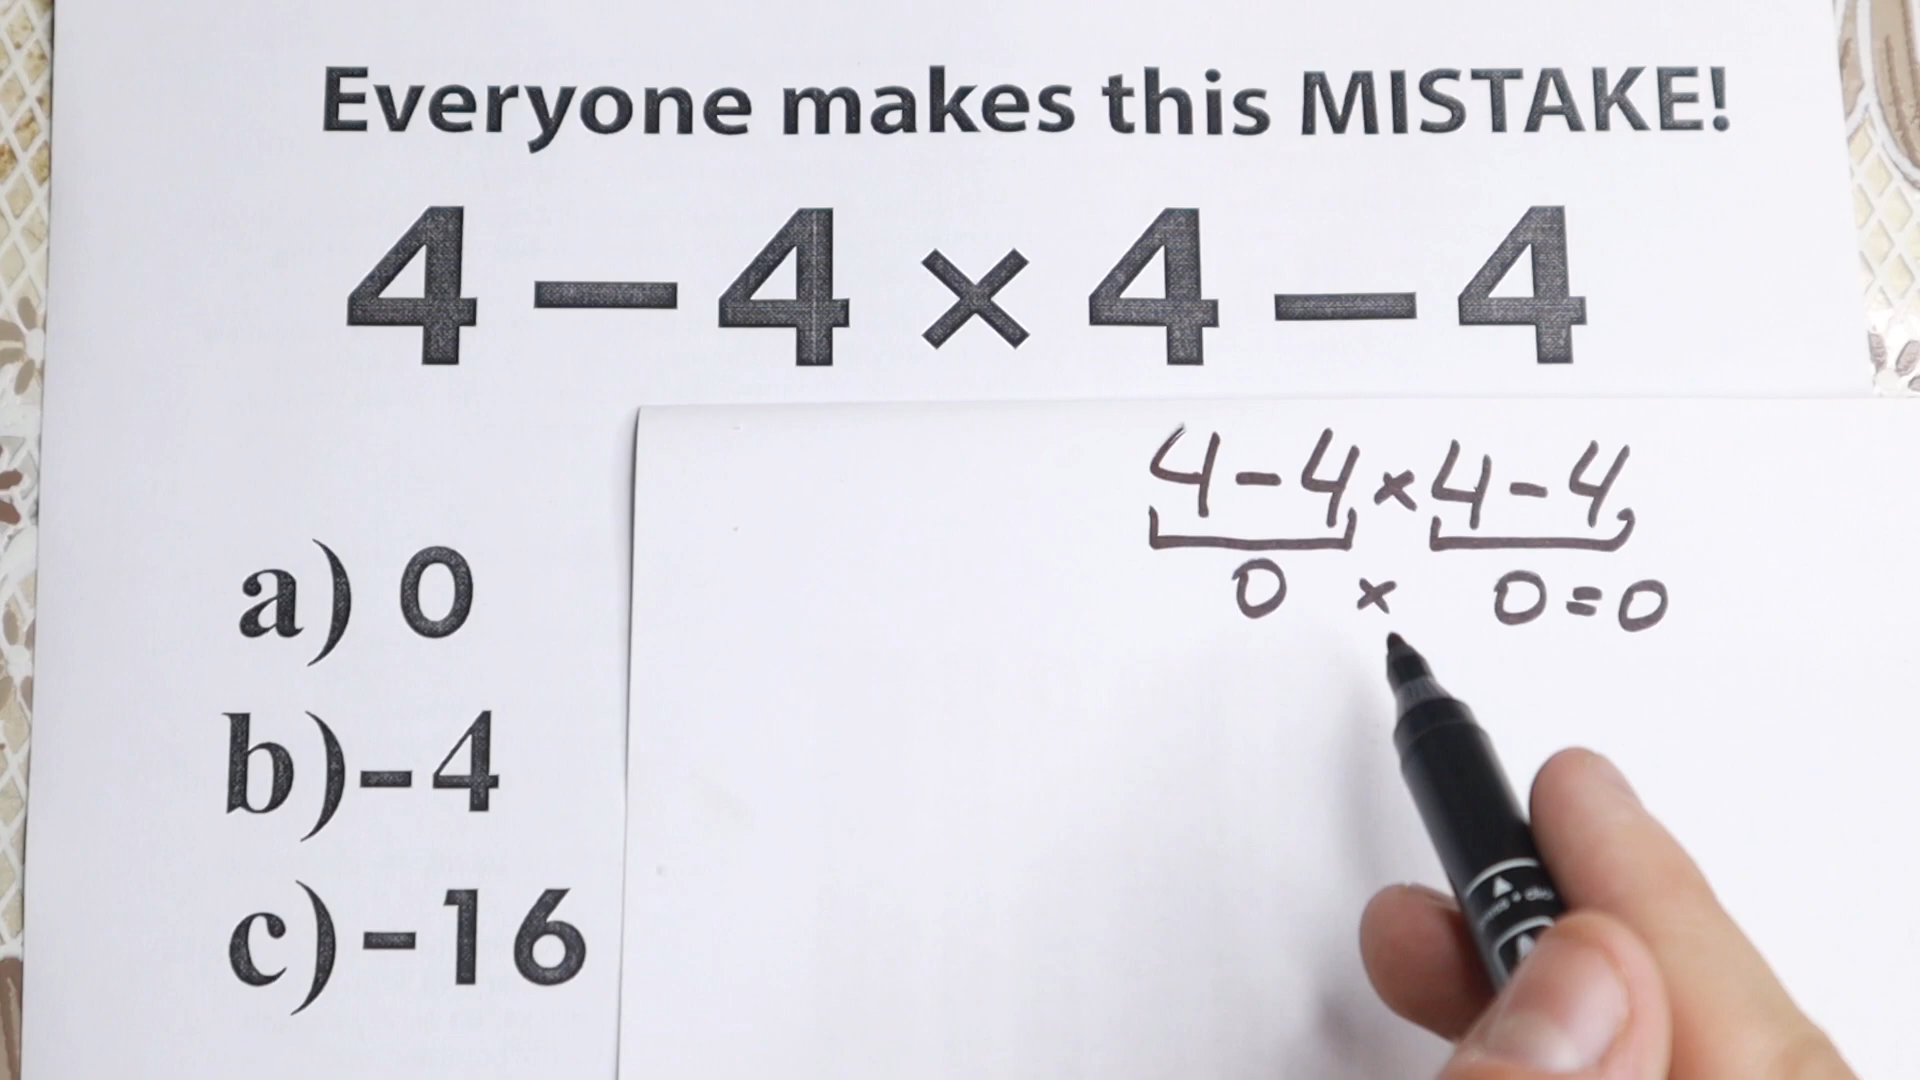 Everyone makes this MISTAKE!
4 − 4 × 4 − 4
4 - 4 × 4 - 4
0 × 0 = 0
a) 0
b) -4
c) -16